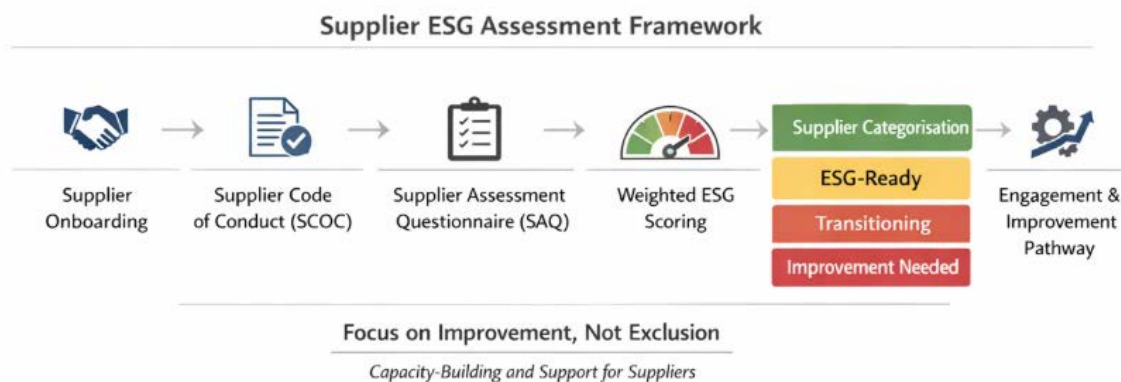 Supplier ESG Assessment Framework
Supplier
Onboarding
Supplier Code
of Conduct (SCOC)
Supplier Assessment
Questionnaire (SAQ)
Weighted ESG
Scoring
Supplier Categorisation
ESG-Ready
Transitioning
Improvement Needed
Engagement &
Improvement
Pathway
Focus on Improvement, Not Exclusion
Capacity-Building and Support for Suppliers